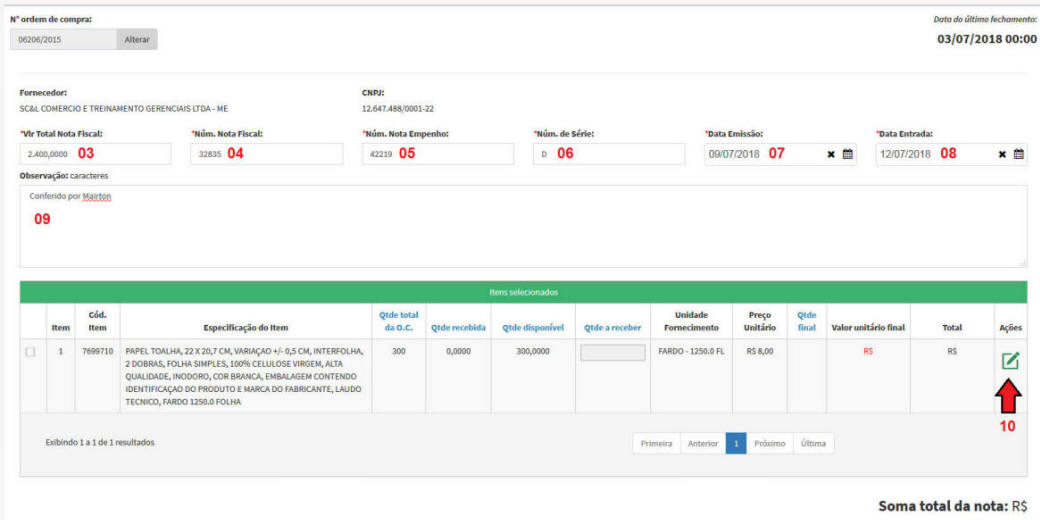 N° ordem de compra:
Data do último fechamento:
06206/2015 Alterar
03/07/2018 00:00
Fornecedor: CNPJ:
SC&L COMERCIO E TREINAMENTO GERENCIAIS LTDA - ME 12.647.488/0001-22
*Vlr Total Nota Fiscal: *Núm. Nota Fiscal: *Núm. Nota Empenho: *Núm. de Série: *Data Emissão: *Data Entrada:
2.400,0000 03 32835 04 42219 05 D 06 09/07/2018 07 12/07/2018 08
Observação: caracteres
Conferido por Mairton
09
Itens selecionados
Item Cód. Item Especificação do Item Qtde total da O.C. Qtde recebida Qtde disponível Qtde a receber Unidade Fornecimento Preço Unitário Qtde final Valor unitário final Total Ações
1 7699710 PAPEL TOALHA, 22 X 20,7 CM, VARIAÇAO +/- 0,5 CM, INTERFOLHA, 300 0,0000 300,0000 FARDO - 1250.0 FL R$ 8,00 R$ R$
2 DOBRAS, FOLHA SIMPLES, 100% CELULOSE VIRGEM, ALTA
QUALIDADE, INODORO, COR BRANCA, EMBALAGEM CONTENDO
IDENTIFICAÇAO DO PRODUTO E MARCA DO FABRICANTE, LAUDO
TECNICO, FARDO 1250.0 FOLHA
10
Exibindo 1 a 1 de 1 resultados Primeira Anterior 1 Próximo Última
Soma total da nota: R$